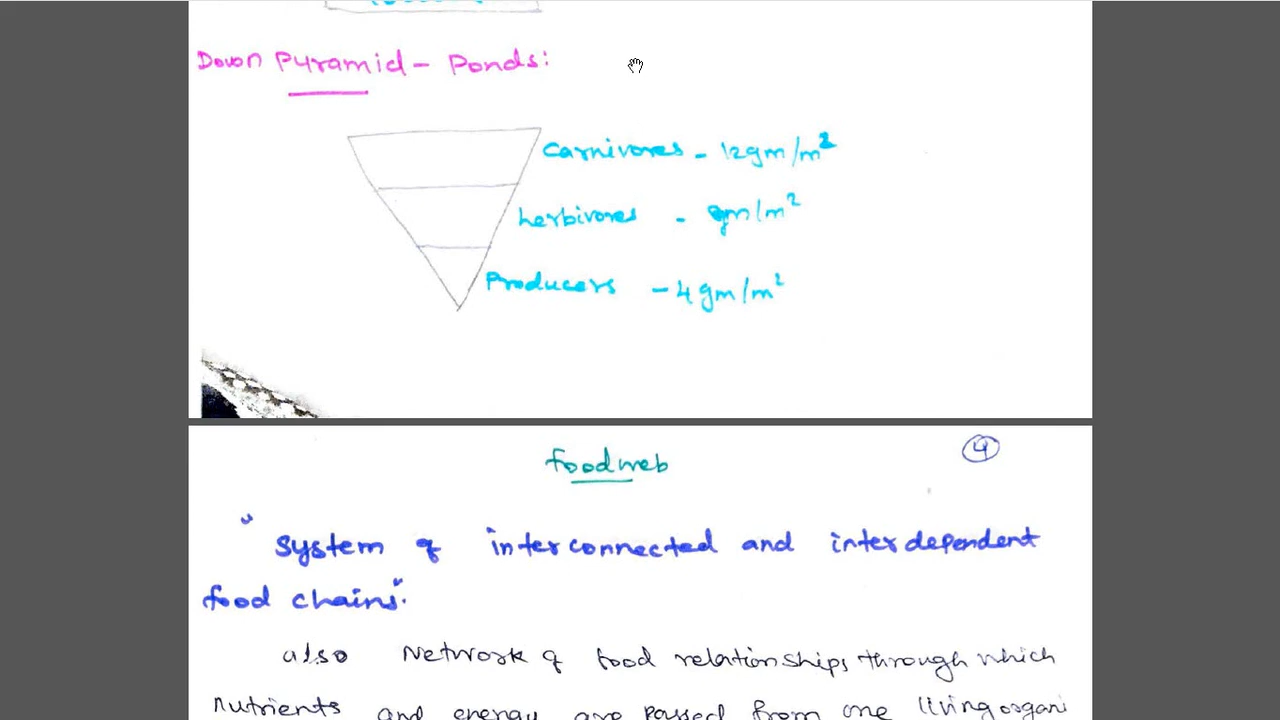 Down Pyramid - Ponds:
Carnivores - 12gm/m²
herbivores - gm/m²
Producers - 4gm/m²
foodweb
4
"System of interconnected and interdependent
food chains".
also Network of food relationships through which
nutrients and energy are passed from one living organi